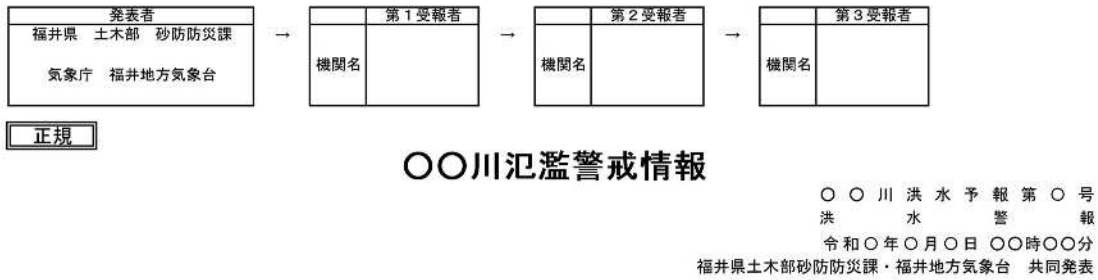 発表者
福井県 土木部 砂防防災課
気象庁 福井地方気象台
→
第1受報者
機関名
→
第2受報者
機関名
→
第3受報者
機関名
正規
〇〇川氾濫警戒情報
〇〇川洪水予報第〇号
洪水警報
令和〇年〇月〇日 〇〇時〇〇分
福井県土木部砂防防災課・福井地方気象台 共同発表